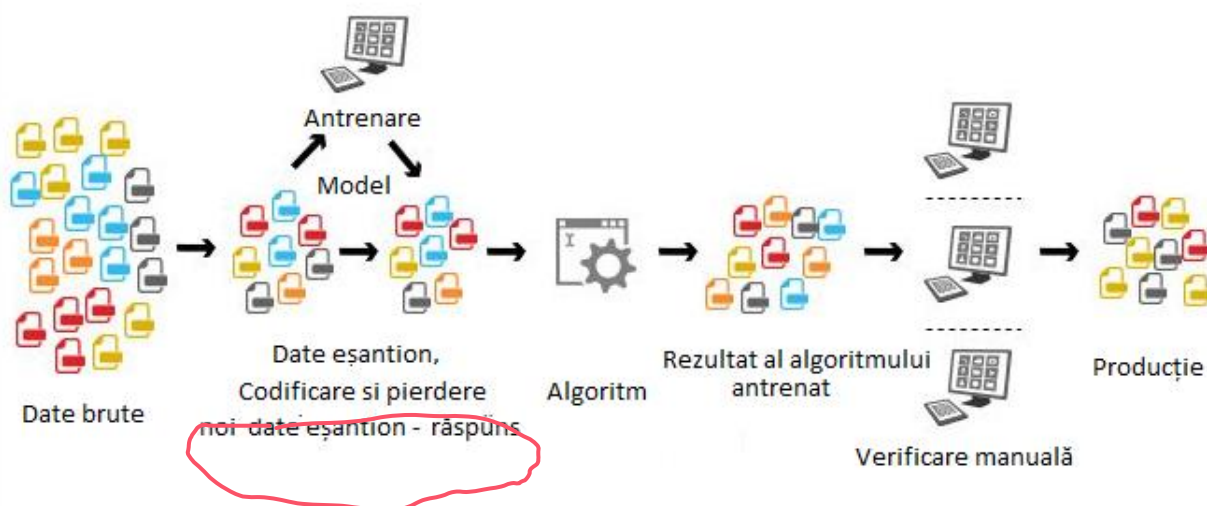 Antrenare
Model
Date eșantion,
Codificare si pierdere
noi date eșantion - răspuns
Date brute
Algoritm
Rezultat al algoritmului
antrenat
Verificare manuală
Producție